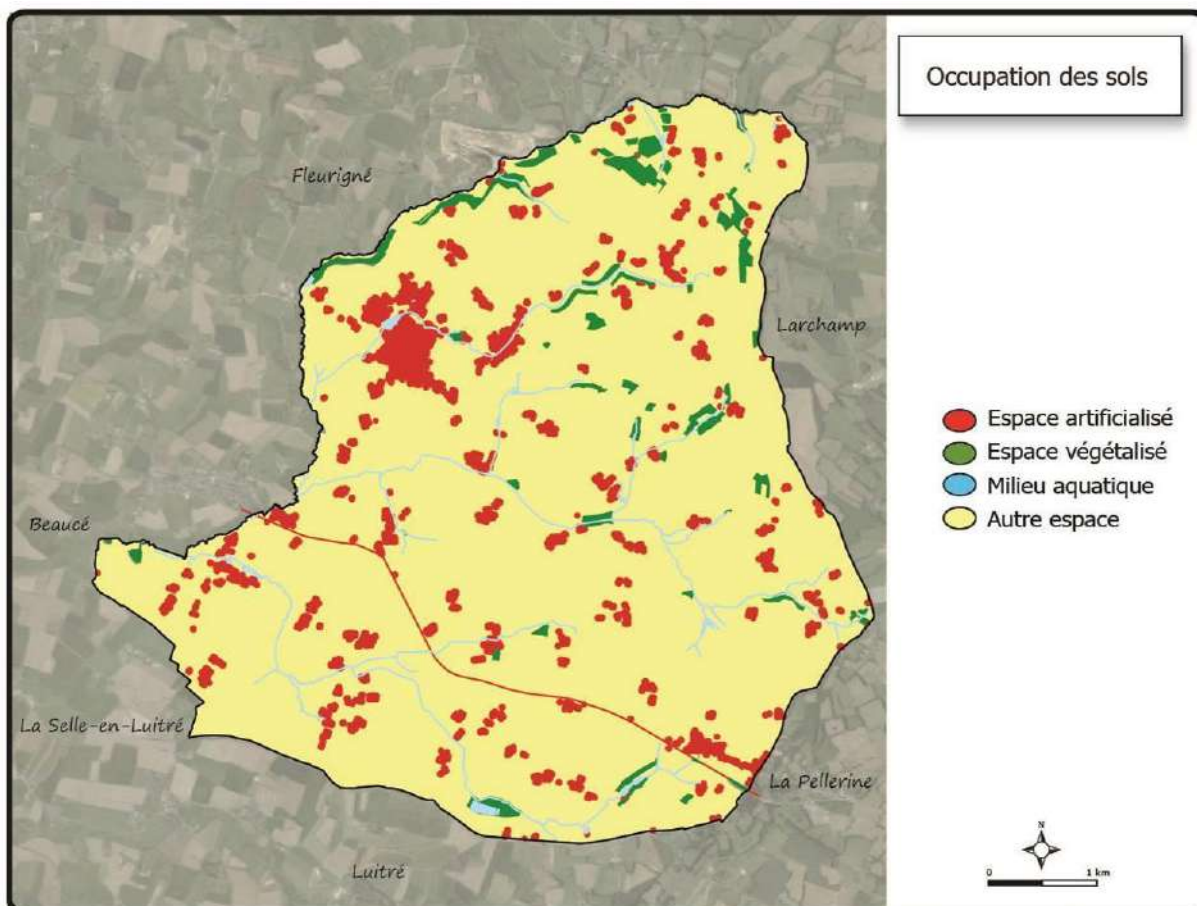 Occupation des sols
Fleurigné
Larchamp
Espace artificialisé
Espace végétalisé
Milieu aquatique
Autre espace
Beaucé
La Selle-en-Luitré
La Pellerine
Luitré
N
0 1 km